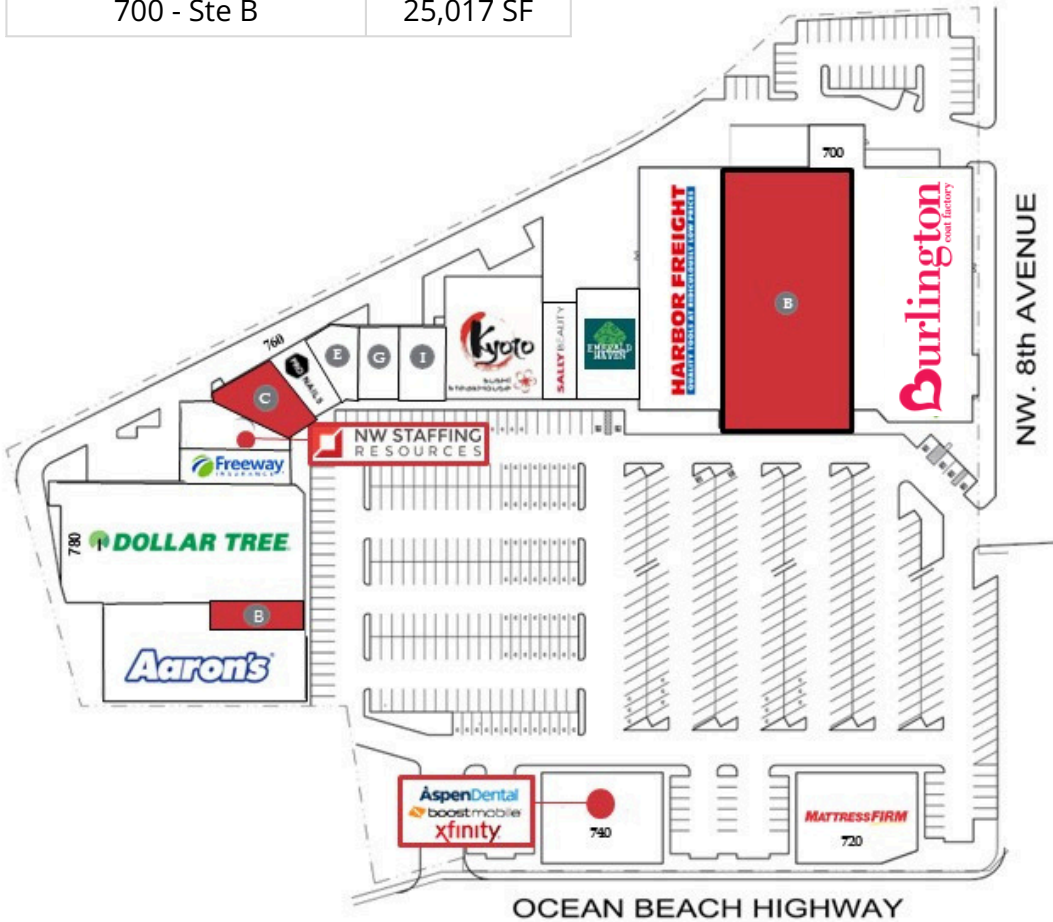 700 - Ste B 25,017 SF
700
HARBOR FREIGHT
QUALITY TOOLS AT RIDICULOUSLY LOW PRICES
B
Burlington
coat factory
NW. 8th AVENUE
Kyoto
SUSHI
STEAKHOUSE
SALLY BEAUTY
EMERALD
HAVEN
760
PRO NAILS
E
G
I
C
NW STAFFING
RESOURCES
Freeway
INSURANCE
780
DOLLAR TREE
B
Aaron's
AspenDental
boostmobile
xfinity
740
MATTRESSFIRM
720
OCEAN BEACH HIGHWAY